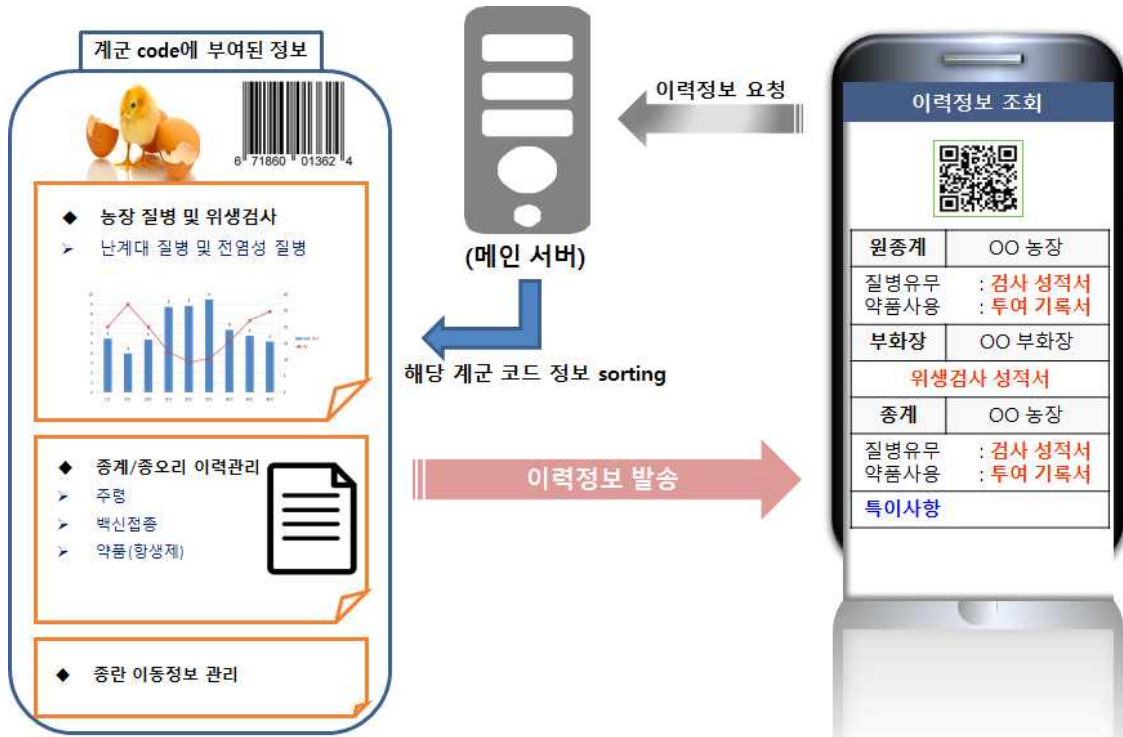 계군 code에 부여된 정보
6 71860 01362 4
◆ 농장 질병 및 위생검사
➢ 난계대 질병 및 전염성 질병
◆ 종계/종오리 이력관리
➢ 주령
➢ 백신접종
➢ 약품(항생제)
◆ 종란 이동정보 관리
(메인 서버)
해당 계군 코드 정보 sorting
이력정보 요청
이력정보 발송
이력정보 조회
원종계 OO 농장
질병유무 : 검사 성적서
약품사용 : 투여 기록서
부화장 OO 부화장
위생검사 성적서
종계 OO 농장
질병유무 : 검사 성적서
약품사용 : 투여 기록서
특이사항